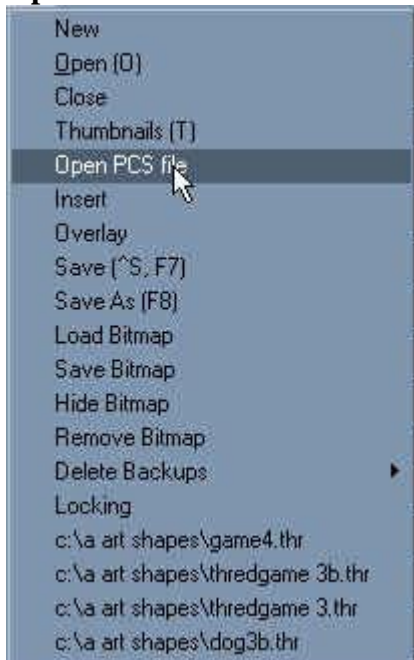 New
Open (O)
Close
Thumbnails (T)
Open PCS file
Insert
Overlay
Save (^S, F7)
Save As (F8)
Load Bitmap
Save Bitmap
Hide Bitmap
Remove Bitmap
Delete Backups
Locking
c:\a art shapes\game4.thr
c:\a art shapes\thredgame 3b.thr
c:\a art shapes\thredgame 3.thr
c:\a art shapes\dog3b.thr